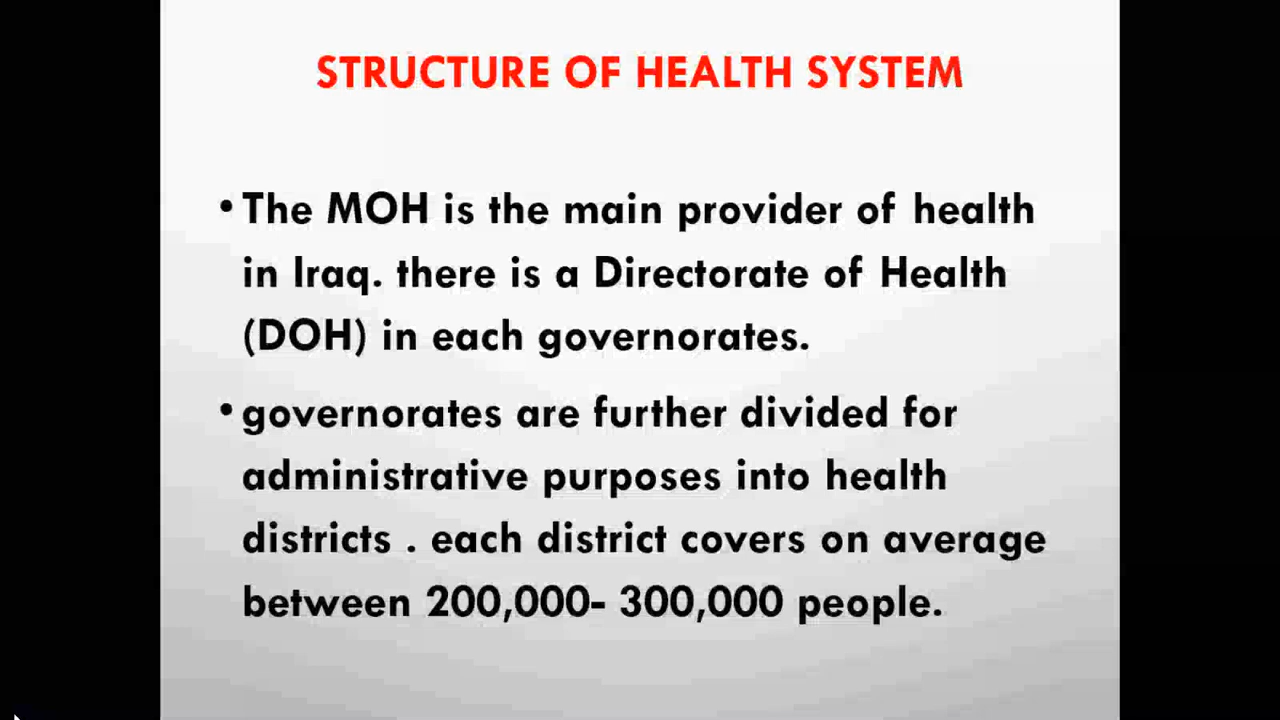 STRUCTURE OF HEALTH SYSTEM
• The MOH is the main provider of health
in Iraq. there is a Directorate of Health
(DOH) in each governorates.
• governorates are further divided for
administrative purposes into health
districts . each district covers on average
between 200,000- 300,000 people.